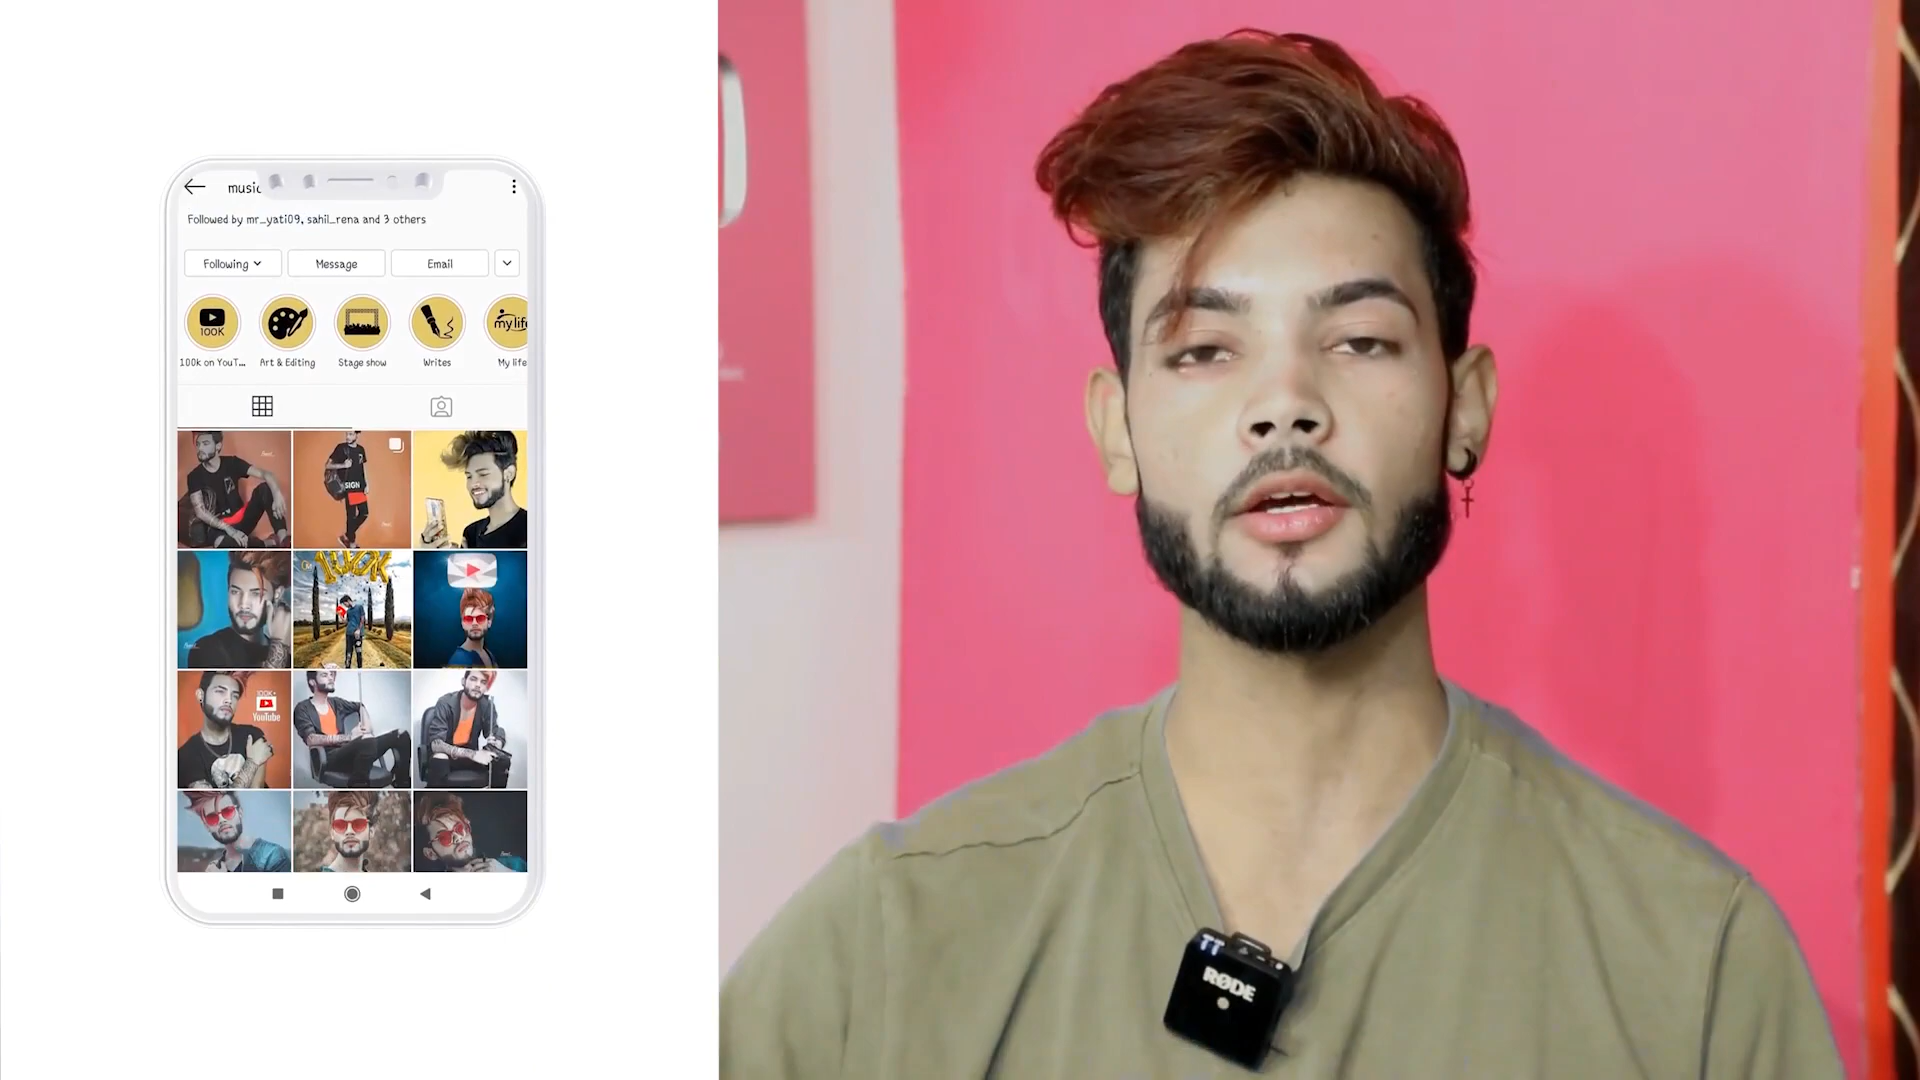 music
Followed by mr_yati09, sahil_rena and 3 others
Following
Message
Email
100K
my life
100k on YouT...
Art & Editing
Stage show
Writes
My life
SIGN
100K
100K+
YouTube
RØDE